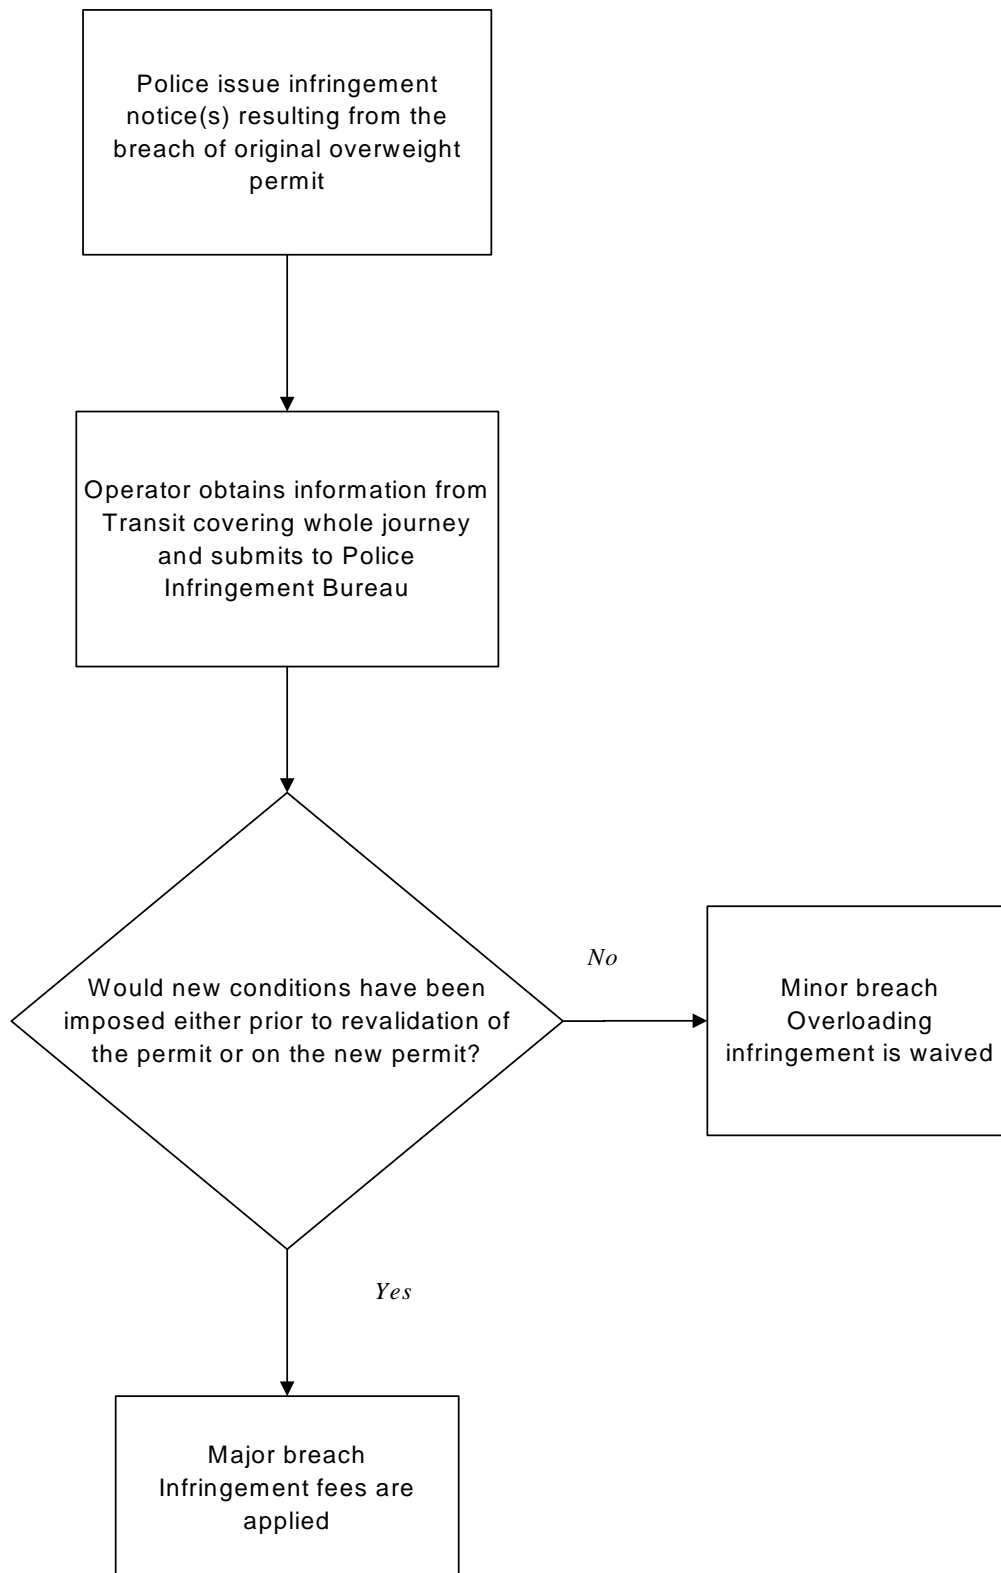 Police issue infringement
notice(s) resulting from the
breach of original overweight
permit
Operator obtains information from
Transit covering whole journey
and submits to Police
Infringement Bureau
Would new conditions have been
imposed either prior to revalidation of
the permit or on the new permit?
No
Minor breach
Overloading
infringement is waived
Yes
Major breach
Infringement fees are
applied